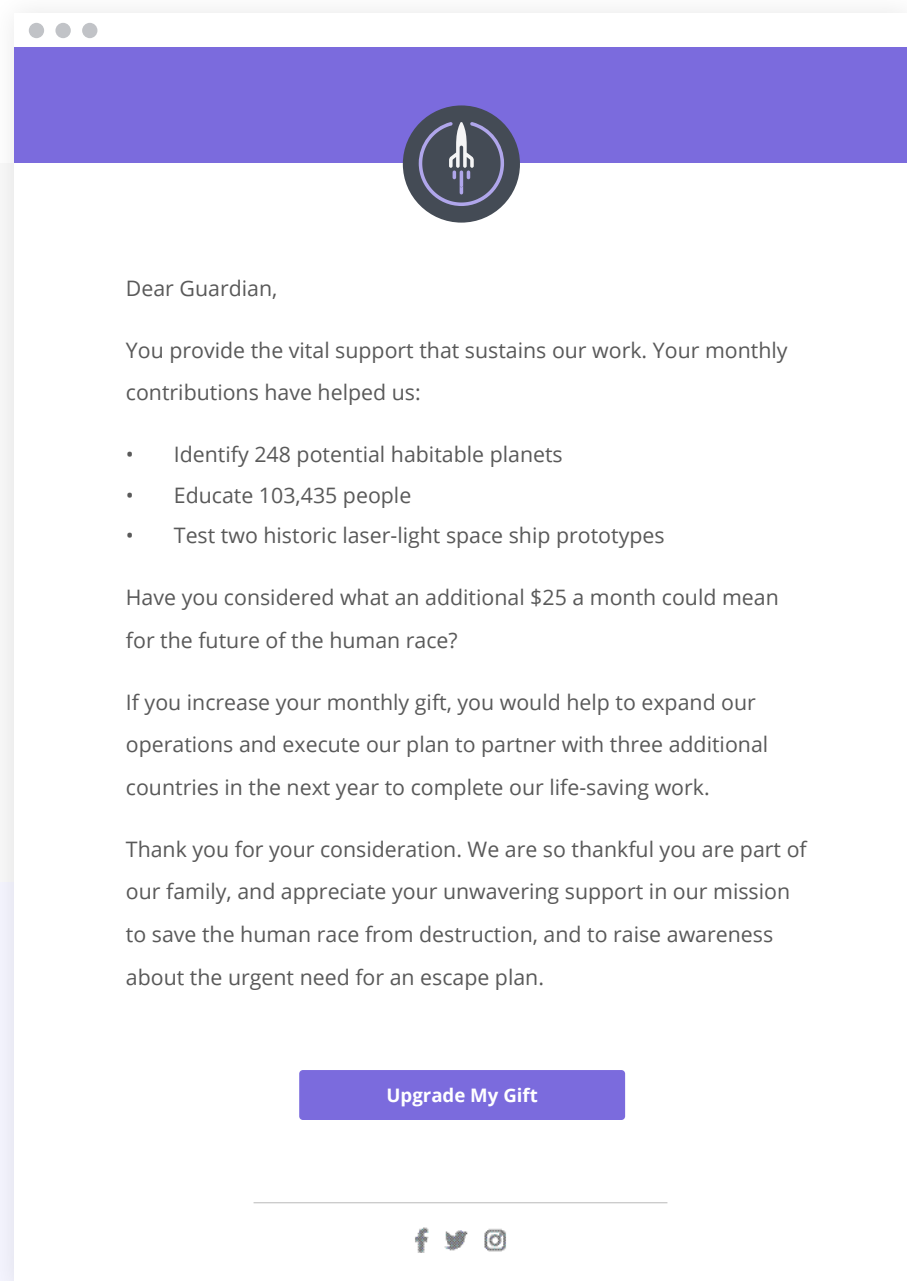 Dear Guardian,
You provide the vital support that sustains our work. Your monthly
contributions have helped us:
• Identify 248 potential habitable planets
• Educate 103,435 people
• Test two historic laser-light space ship prototypes
Have you considered what an additional $25 a month could mean
for the future of the human race?
If you increase your monthly gift, you would help to expand our
operations and execute our plan to partner with three additional
countries in the next year to complete our life-saving work.
Thank you for your consideration. We are so thankful you are part of
our family, and appreciate your unwavering support in our mission
to save the human race from destruction, and to raise awareness
about the urgent need for an escape plan.
Upgrade My Gift